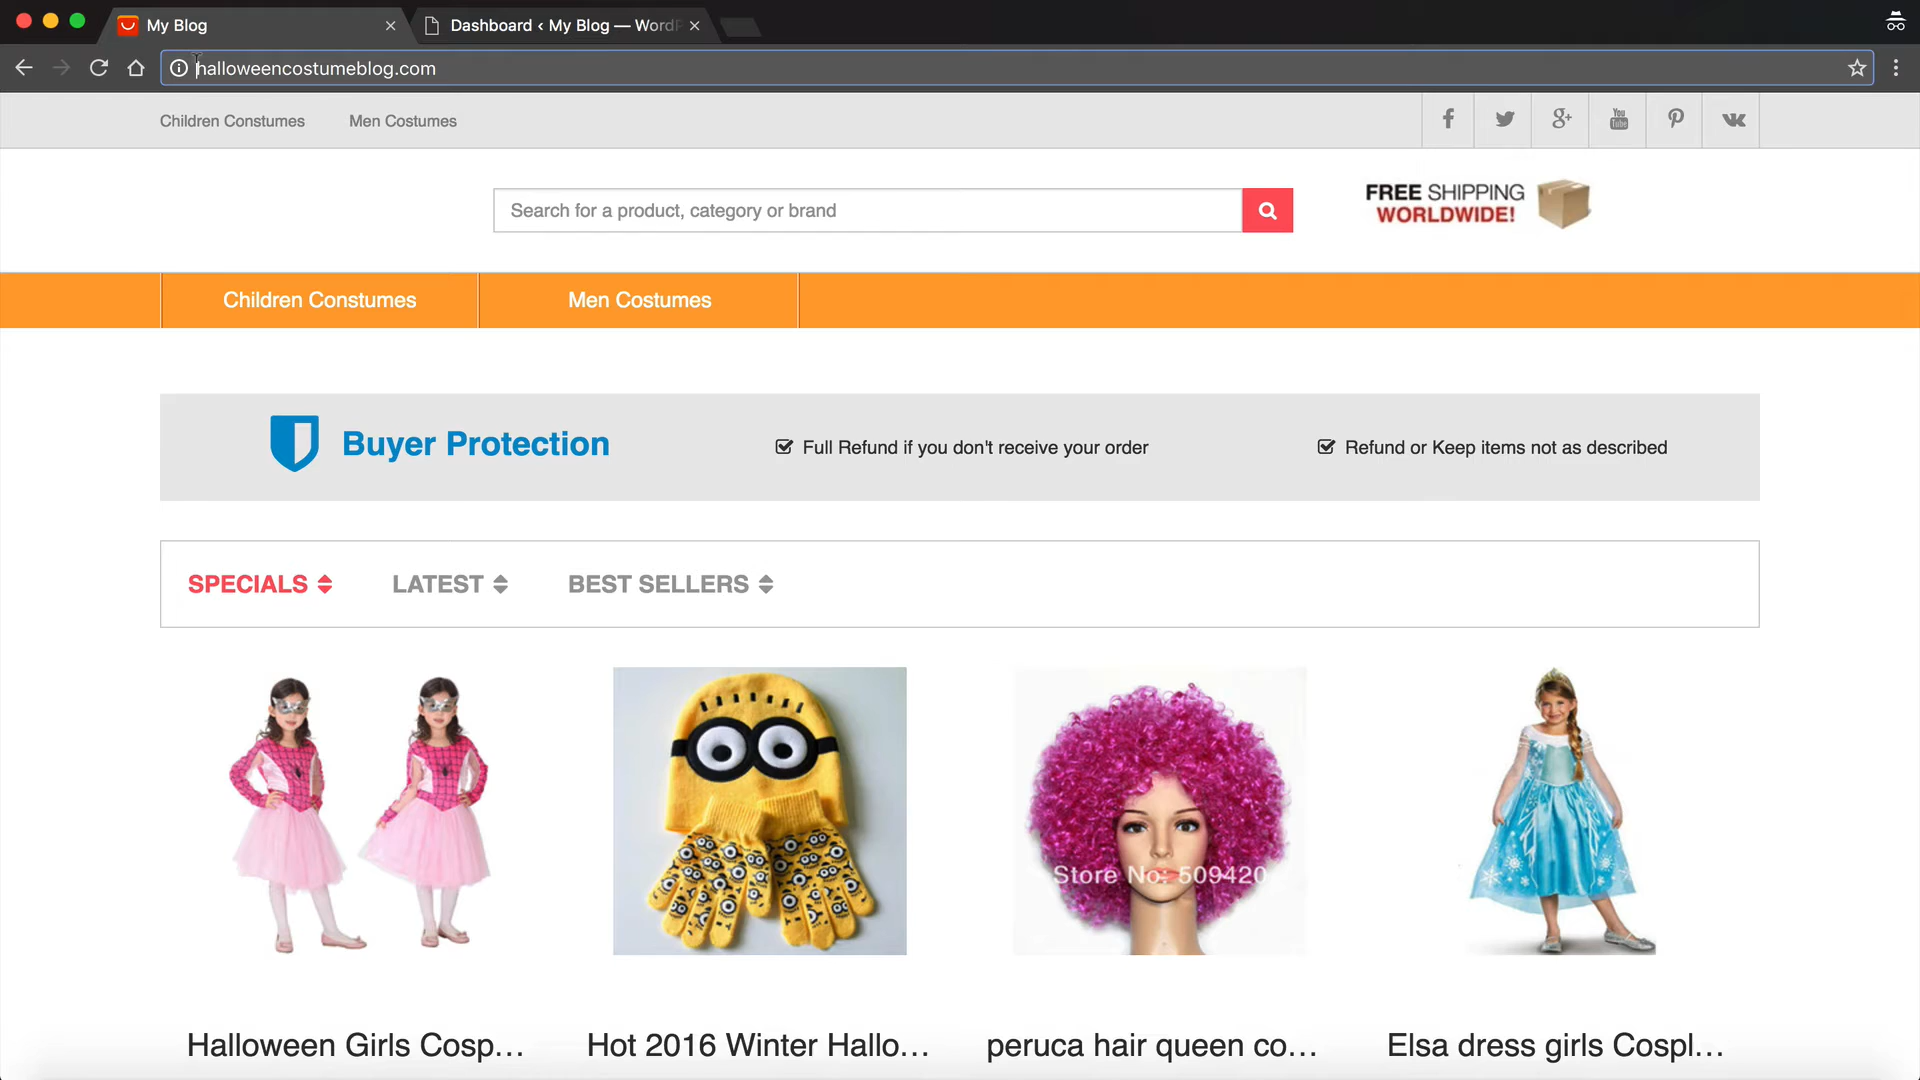 My Blog
Dashboard ‹ My Blog — WordP
halloweencostumeblog.com
Children Constumes
Men Costumes
You
Tube
Search for a product, category or brand
FREE SHIPPING
WORLDWIDE!
Children Constumes
Men Costumes
Buyer Protection
Full Refund if you don't receive your order
Refund or Keep items not as described
SPECIALS
LATEST
BEST SELLERS
Store No: 509420
Halloween Girls Cosp...
Hot 2016 Winter Hallo...
peruca hair queen co...
Elsa dress girls Cospl...